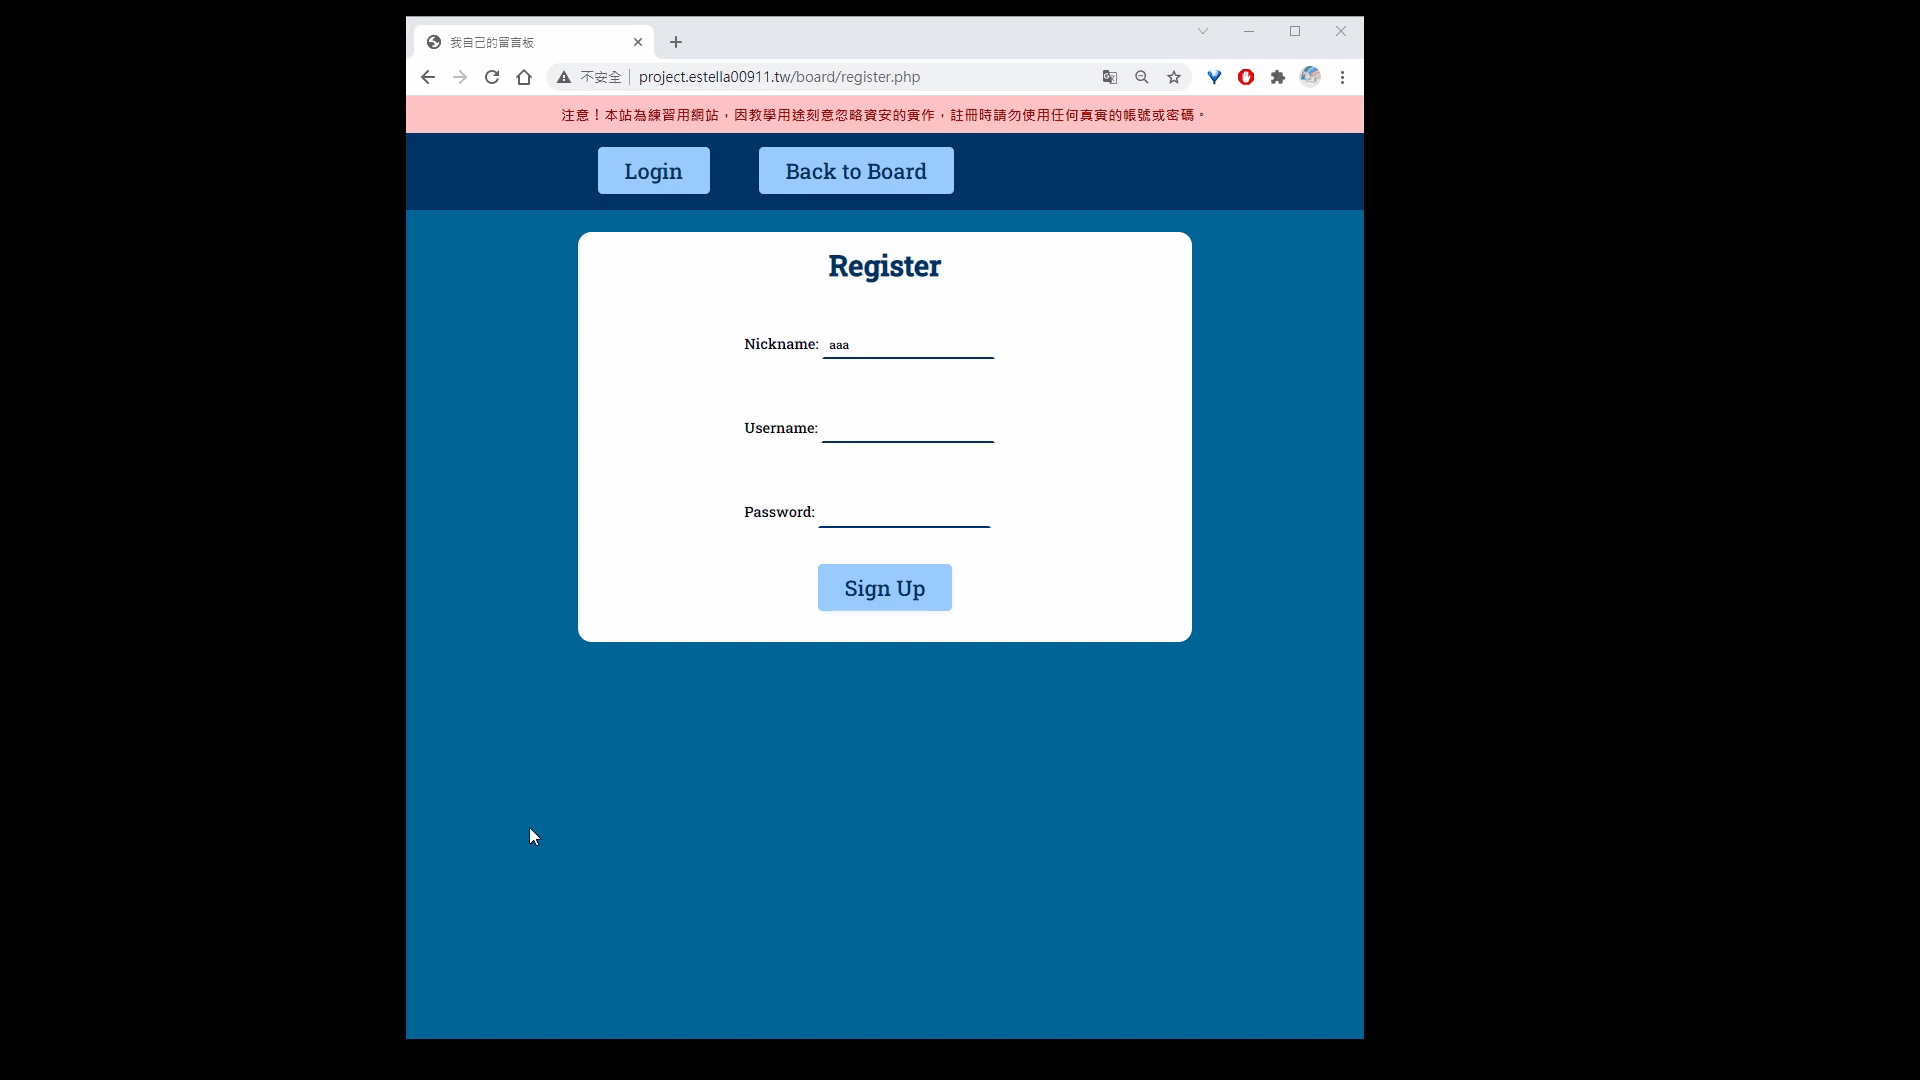 我自己的留言板
不安全 project.estella00911.tw/board/register.php
注意！本站為練習用網站，因教學用途刻意忽略資安的實作，註冊時請勿使用任何真實的帳號或密碼。
Login Back to Board
Register
Nickname: aaa
Username:
Password:
Sign Up